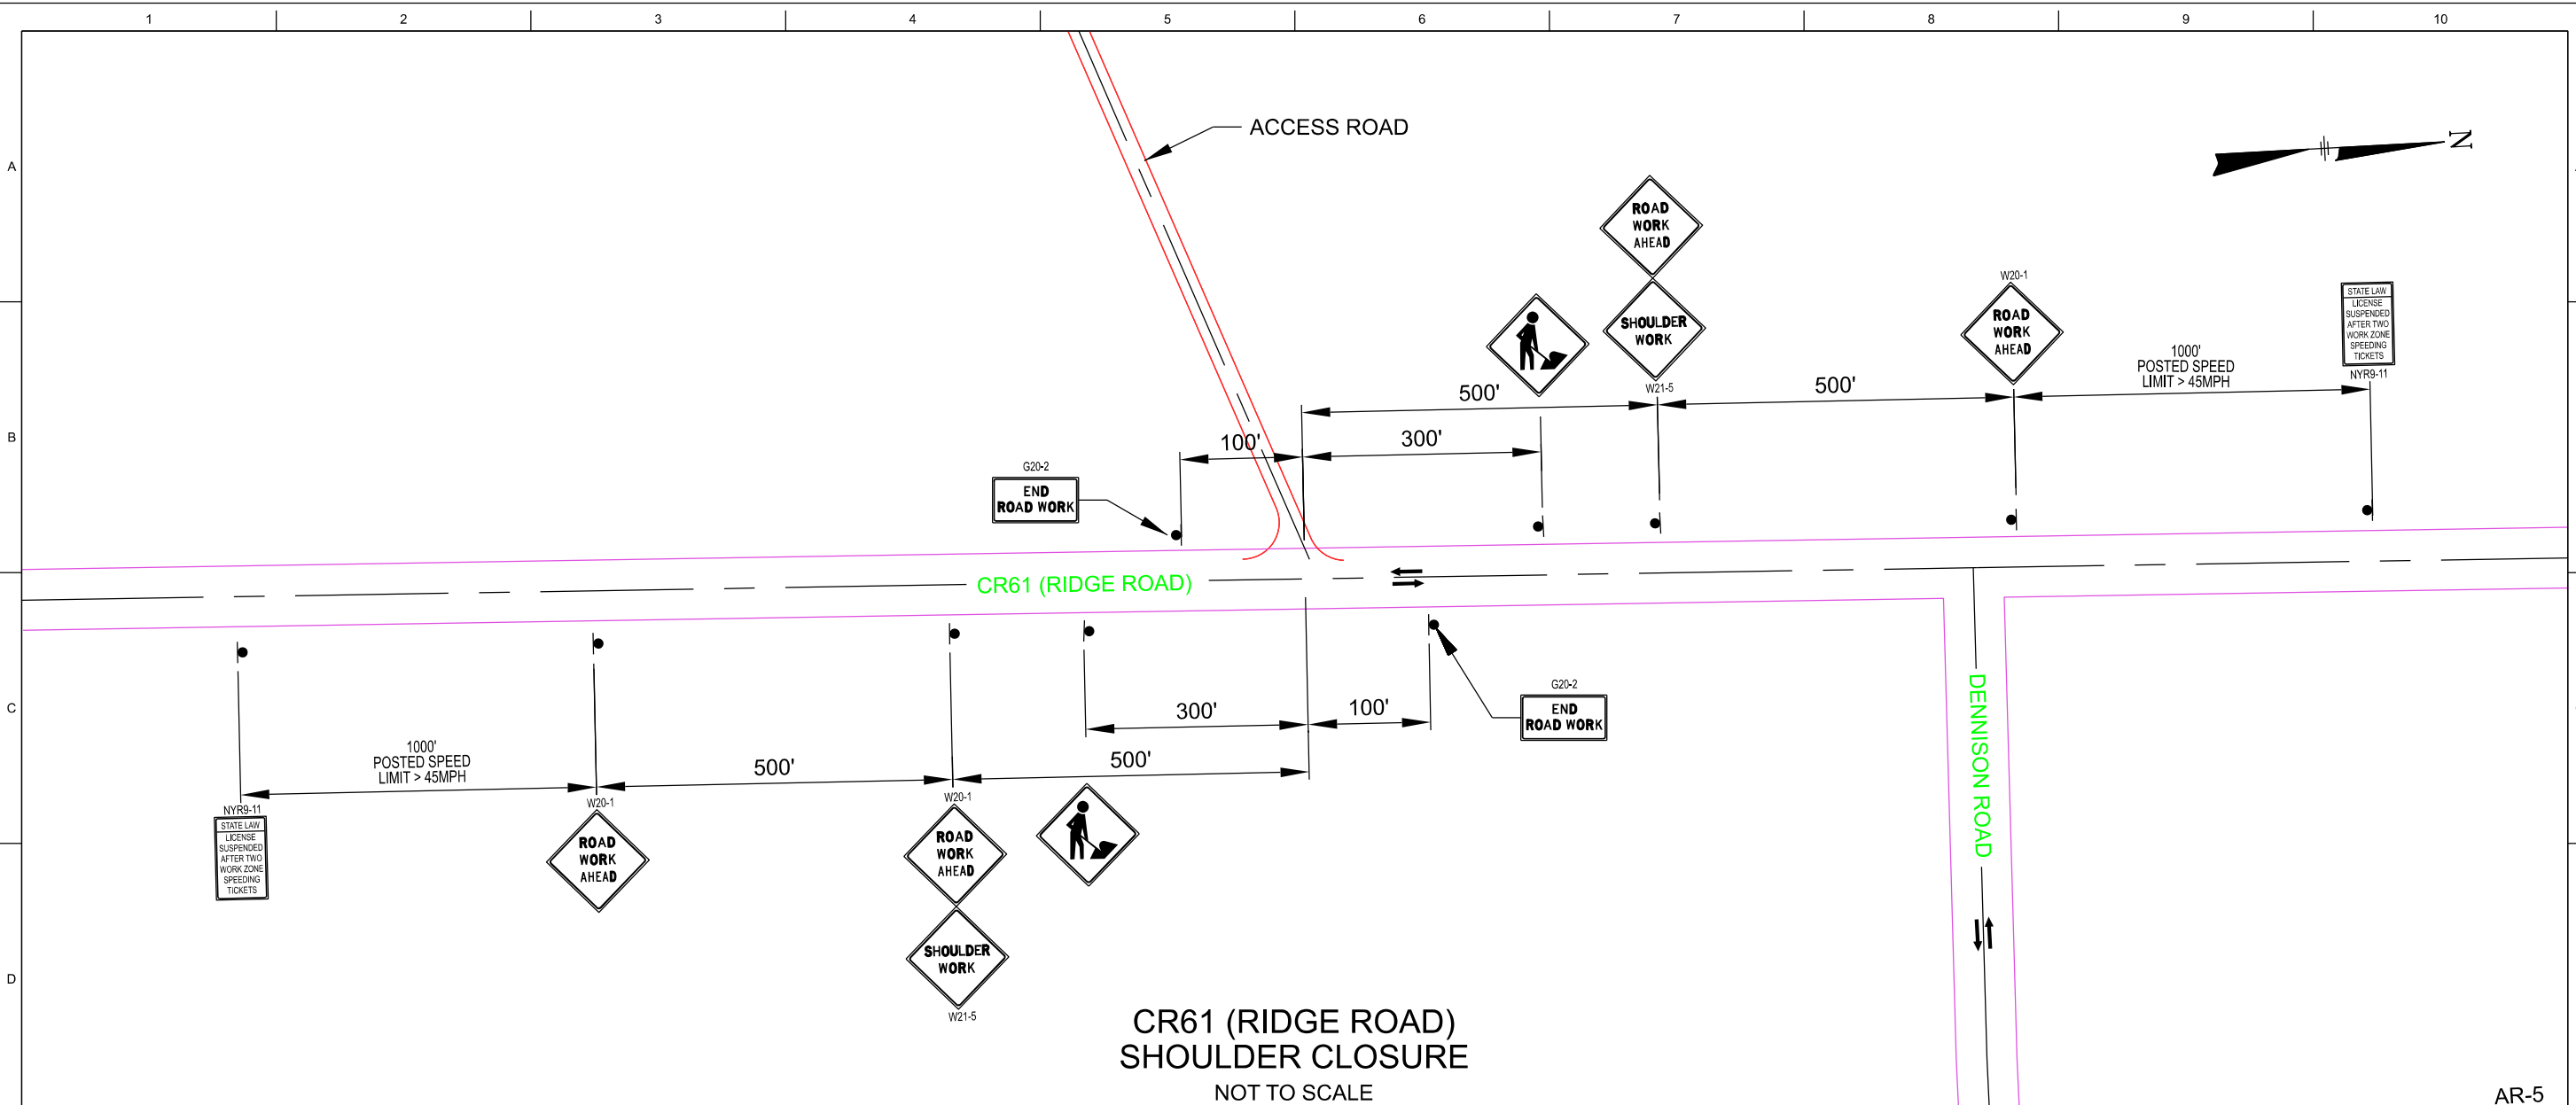 1 2 3 4 5 6 7 8 9 10
A
B
C
D
ACCESS ROAD
N
ROAD
WORK
AHEAD
SHOULDER
WORK
W21-5
W20-1
ROAD
WORK
AHEAD
STATE LAW
LICENSE
SUSPENDED
AFTER TWO
WORK ZONE
SPEEDING
TICKETS
NYR9-11
1000'
POSTED SPEED
LIMIT > 45MPH
500'
500'
100'
300'
G20-2
END
ROAD WORK
CR61 (RIDGE ROAD)
DENNISON ROAD
300'
100'
G20-2
END
ROAD WORK
1000'
POSTED SPEED
LIMIT > 45MPH
500'
500'
NYR9-11
STATE LAW
LICENSE
SUSPENDED
AFTER TWO
WORK ZONE
SPEEDING
TICKETS
W20-1
ROAD
WORK
AHEAD
W20-1
ROAD
WORK
AHEAD
SHOULDER
WORK
W21-5
CR61 (RIDGE ROAD)
SHOULDER CLOSURE
NOT TO SCALE
AR-5